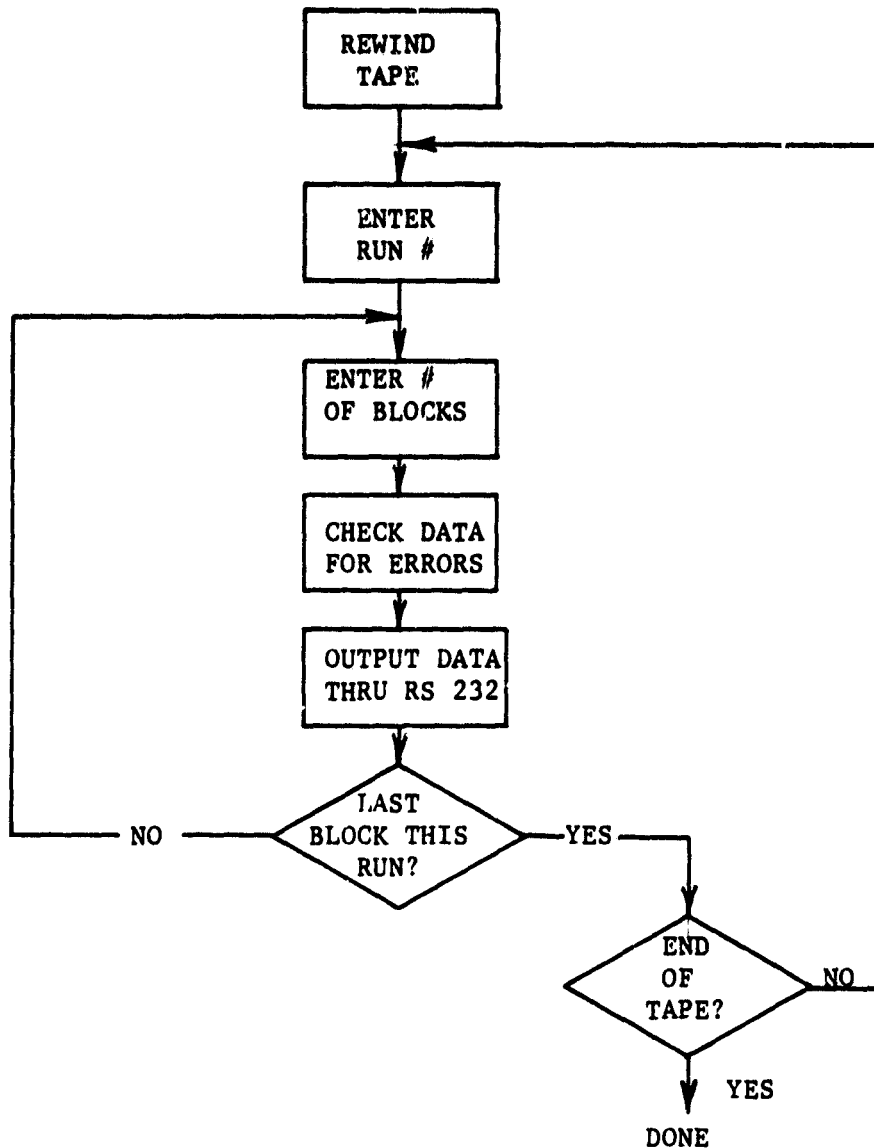 REWIND
TAPE
ENTER
RUN #
ENTER #
OF BLOCKS
CHECK DATA
FOR ERRORS
OUTPUT DATA
THRU RS 232
LAST
BLOCK THIS
RUN?
NO
YES
END
OF
TAPE?
NO
YES
DONE